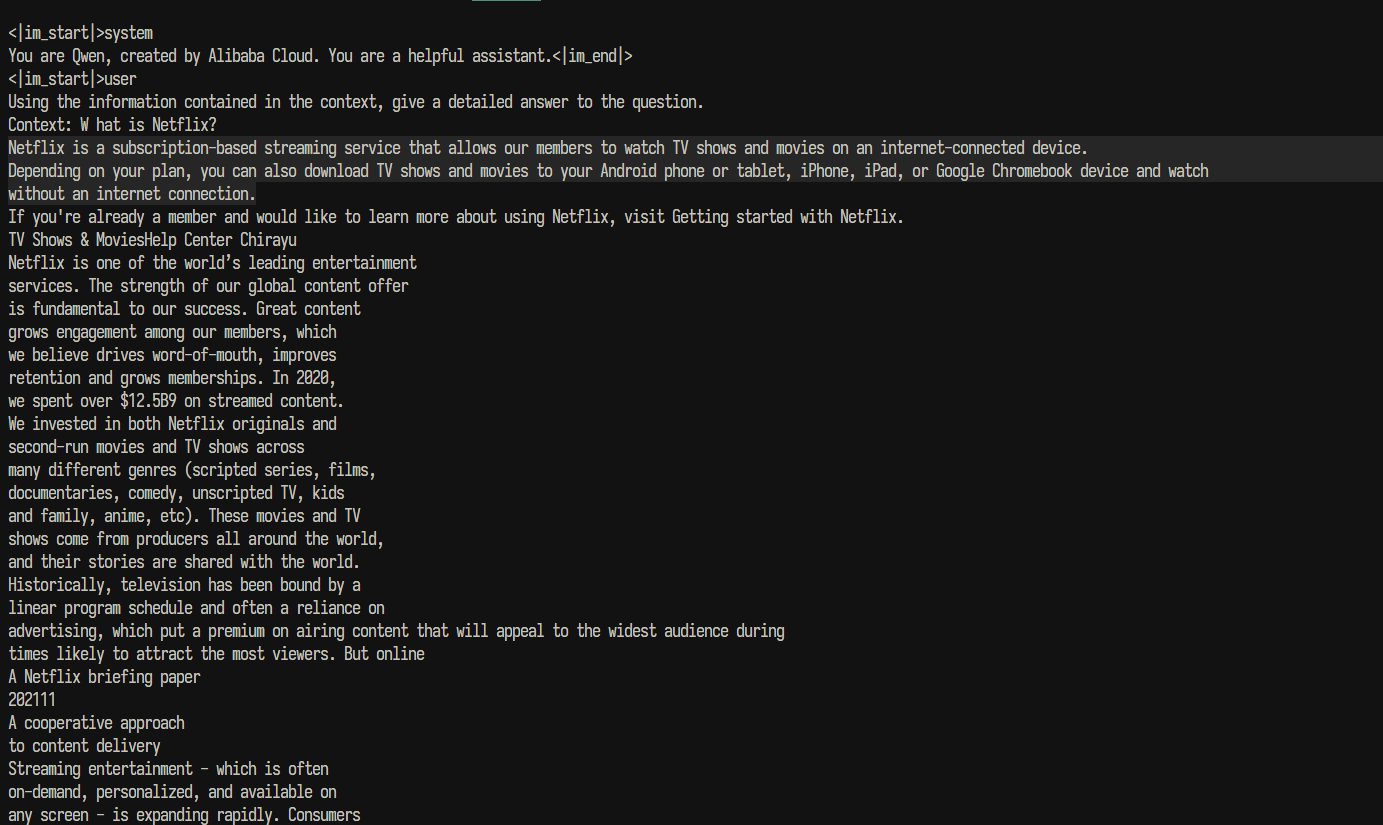 <|im_start|>system
You are Qwen, created by Alibaba Cloud. You are a helpful assistant.<|im_end|>
<|im_start|>user
Using the information contained in the context, give a detailed answer to the question.
Context: W hat is Netflix?
Netflix is a subscription-based streaming service that allows our members to watch TV shows and movies on an internet-connected device.
Depending on your plan, you can also download TV shows and movies to your Android phone or tablet, iPhone, iPad, or Google Chromebook device and watch
without an internet connection.
If you're already a member and would like to learn more about using Netflix, visit Getting started with Netflix.
TV Shows & MoviesHelp Center Chirayu
Netflix is one of the world’s leading entertainment
services. The strength of our global content offer
is fundamental to our success. Great content
grows engagement among our members, which
we believe drives word-of-mouth, improves
retention and grows memberships. In 2020,
we spent over $12.5B9 on streamed content.
We invested in both Netflix originals and
second-run movies and TV shows across
many different genres (scripted series, films,
documentaries, comedy, unscripted TV, kids
and family, anime, etc). These movies and TV
shows come from producers all around the world,
and their stories are shared with the world.
Historically, television has been bound by a
linear program schedule and often a reliance on
advertising, which put a premium on airing content that will appeal to the widest audience during
times likely to attract the most viewers. But online
A Netflix briefing paper
202111
A cooperative approach
to content delivery
Streaming entertainment – which is often
on-demand, personalized, and available on
any screen – is expanding rapidly. Consumers